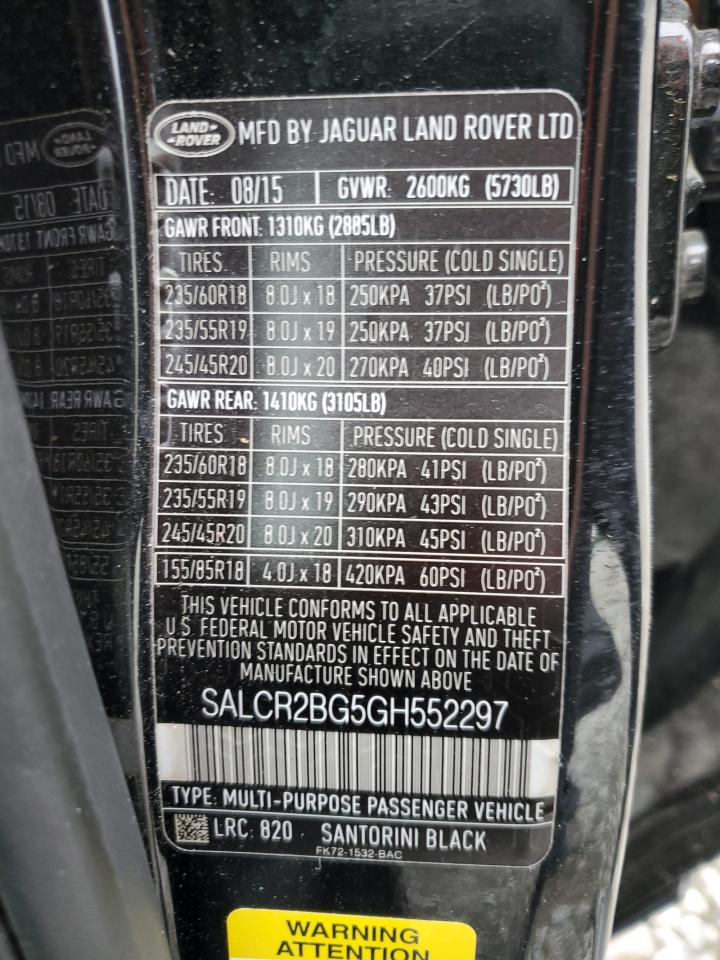 LAND ROVER MFD BY JAGUAR LAND ROVER LTD
DATE: 08/15 GVWR: 2600KG (5730LB)
GAWR FRONT: 1310KG (2885LB)
TIRES RIMS PRESSURE (COLD SINGLE)
235/60R18 8.0J x 18 250KPA 37PSI (LB/PO²)
235/55R19 8.0J x 19 250KPA 37PSI (LB/PO²)
245/45R20 8.0J x 20 270KPA 40PSI (LB/PO²)
GAWR REAR: 1410KG (3105LB)
TIRES RIMS PRESSURE (COLD SINGLE)
235/60R18 8.0J x 18 280KPA 41PSI (LB/PO²)
235/55R19 8.0J x 19 290KPA 43PSI (LB/PO²)
245/45R20 8.0J x 20 310KPA 45PSI (LB/PO²)
155/85R18 4.0J x 18 420KPA 60PSI (LB/PO²)
THIS VEHICLE CONFORMS TO ALL APPLICABLE
U.S. FEDERAL MOTOR VEHICLE SAFETY AND THEFT
PREVENTION STANDARDS IN EFFECT ON THE DATE OF
MANUFACTURE SHOWN ABOVE
SALCR2BG5GH552297
TYPE: MULTI-PURPOSE PASSENGER VEHICLE
LRC: 820 SANTORINI BLACK
FK72-1532-BAC
WARNING
ATTENTION